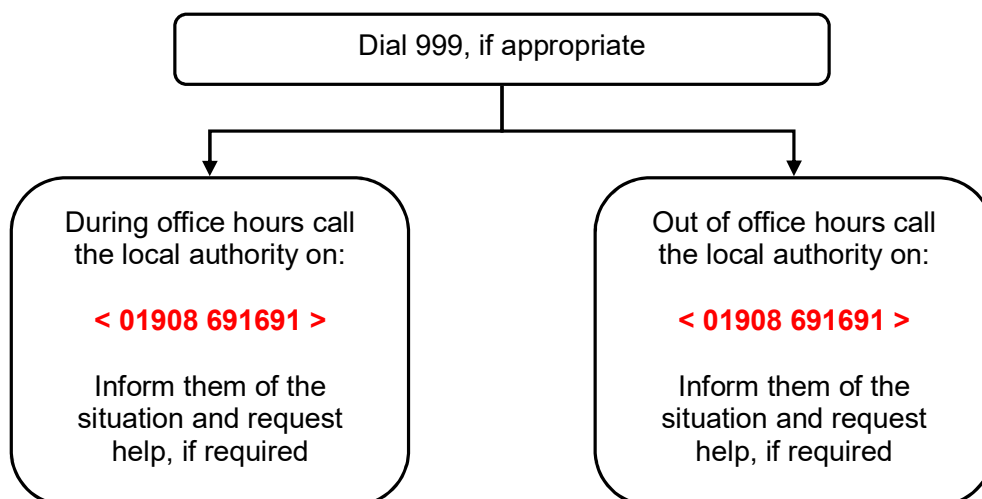 Dial 999, if appropriate
During office hours call
the local authority on:
< 01908 691691 >
Inform them of the
situation and request
help, if required
Out of office hours call
the local authority on:
< 01908 691691 >
Inform them of the
situation and request
help, if required